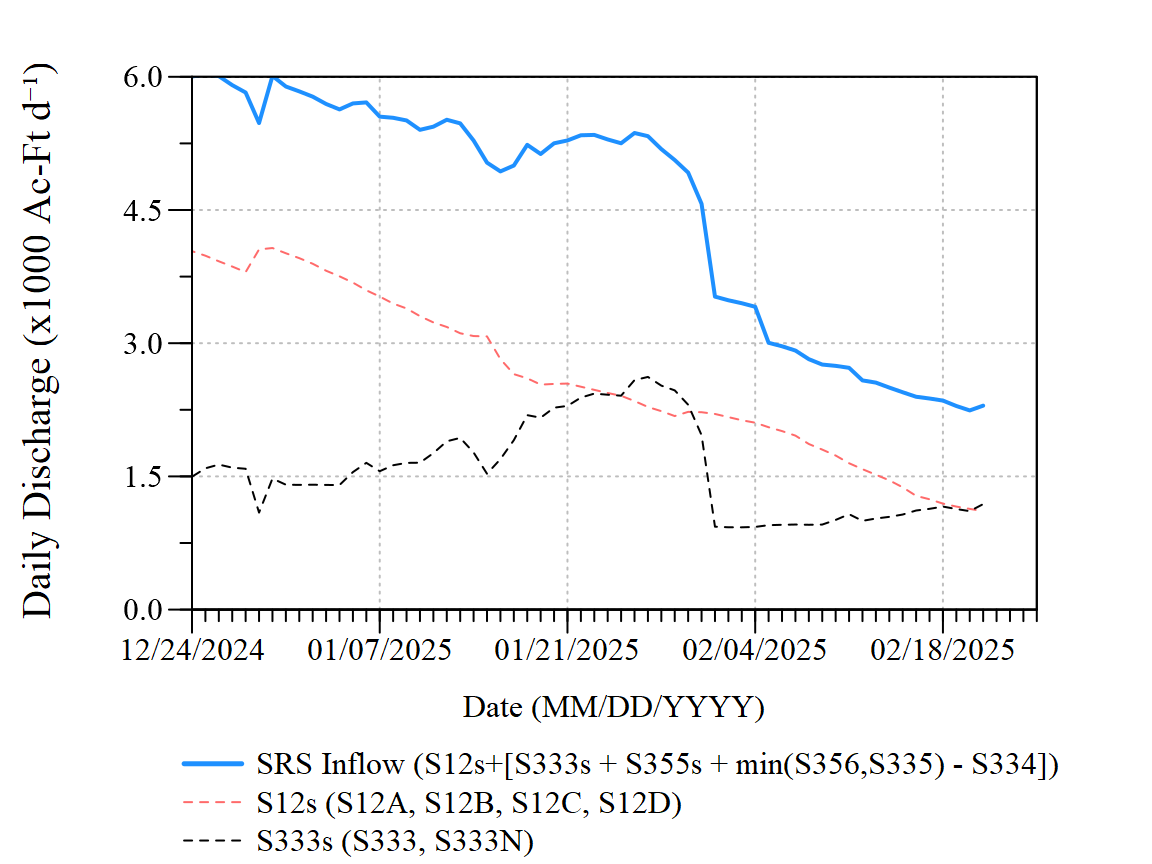 Daily Discharge (x1000 Ac-Ft d⁻¹)
6.0
4.5
3.0
1.5
0.0
12/24/2024 01/07/2025 01/21/2025 02/04/2025 02/18/2025
Date (MM/DD/YYYY)
SRS Inflow (S12s+[S333s + S355s + min(S356,S335) - S334])
S12s (S12A, S12B, S12C, S12D)
S333s (S333, S333N)